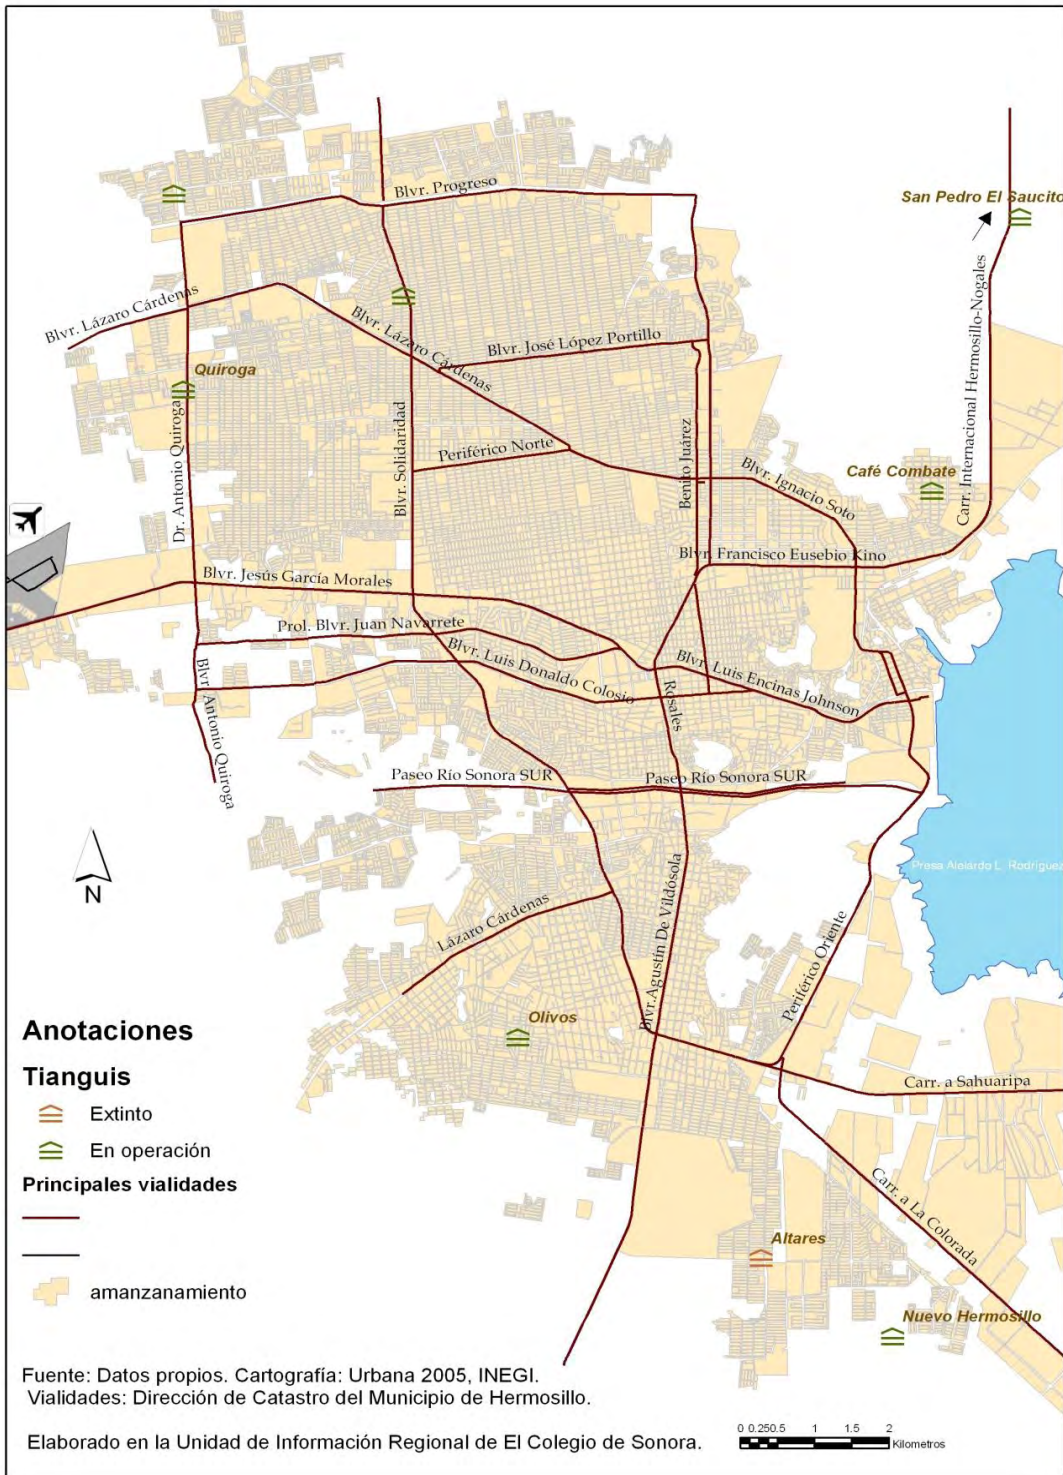 Blvr. Progreso
San Pedro El Saucito
Blvr. Lázaro Cárdenas
Blvr. Lázaro Cárdenas
Blvr. José López Portillo
Carr. Internacional Hermosillo-Nogales
Quiroga
Dr. Antonio Quiroga
Blvr. Solidaridad
Periférico Norte
Benito Juárez
Blvr. Ignacio Soto
Café Combate
Blvr. Francisco Eusebio Kino
Blvr. Jesús García Morales
Prol. Blvr. Juan Navarrete
Blvr. Luis Donaldo Colosio
Blvr. Luis Encinas Johnson
Rosales
Blvr. Antonio Quiroga
Paseo Río Sonora SUR
Paseo Río Sonora SUR
Presa Abelardo L. Rodríguez
N
Lázaro Cárdenas
Blvr.Agustín De Vildósola
Periférico Oriente
Olivos
Carr. a Sahuaripa
Carr. a La Colorada
Altares
Nuevo Hermosillo
Anotaciones
Tianguis
Extinto
En operación
Principales vialidades
amanzanamiento
Fuente: Datos propios. Cartografía: Urbana 2005, INEGI.
Vialidades: Dirección de Catastro del Municipio de Hermosillo.
Elaborado en la Unidad de Información Regional de El Colegio de Sonora.
0 0.250.5 1 1.5 2
Kilometros